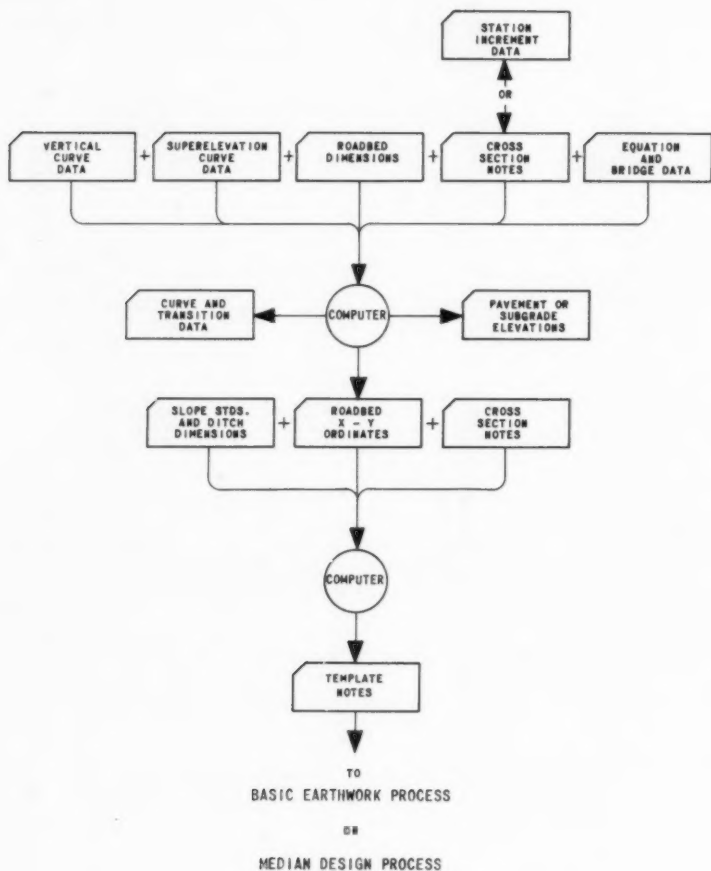 STATION
INCREMENT
DATA
OR
VERTICAL
CURVE
DATA
+
SUPERELEVATION
CURVE
DATA
+
ROADBED
DIMENSIONS
+
CROSS
SECTION
NOTES
+
EQUATION
AND
BRIDGE DATA
CURVE AND
TRANSITION
DATA
COMPUTER
PAVEMENT OR
SUBGRADE
ELEVATIONS
SLOPE STDS.
AND DITCH
DIMENSIONS
+
ROADBED
X - Y
ORDINATES
+
CROSS
SECTION
NOTES
COMPUTER
TEMPLATE
NOTES
TO
BASIC EARTHWORK PROCESS
OR
MEDIAN DESIGN PROCESS